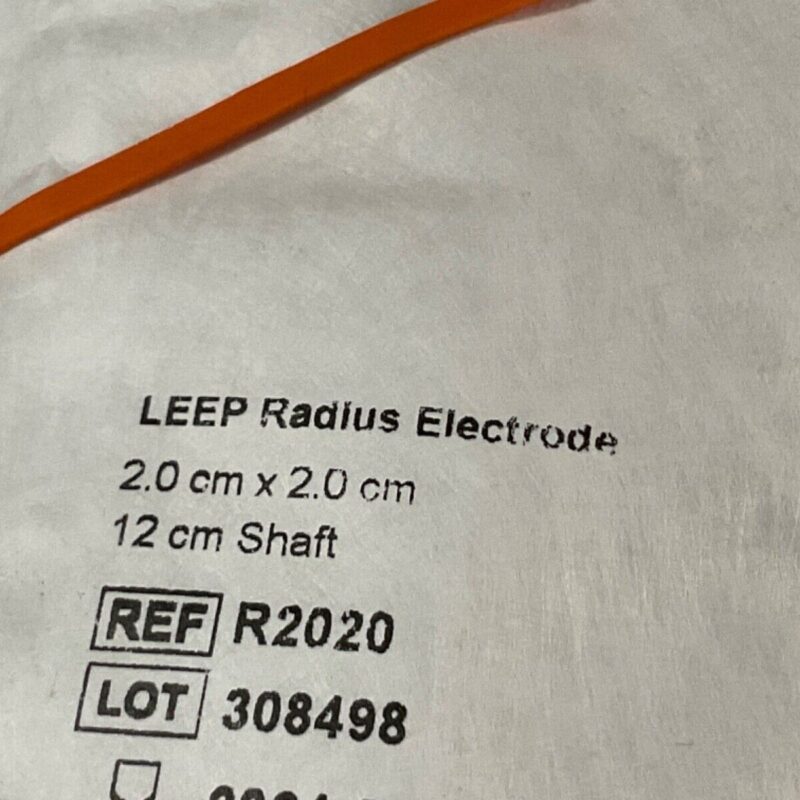 LEEP Radius Electrode
2.0 cm x 2.0 cm
12 cm Shaft
REF R2020
LOT 308498